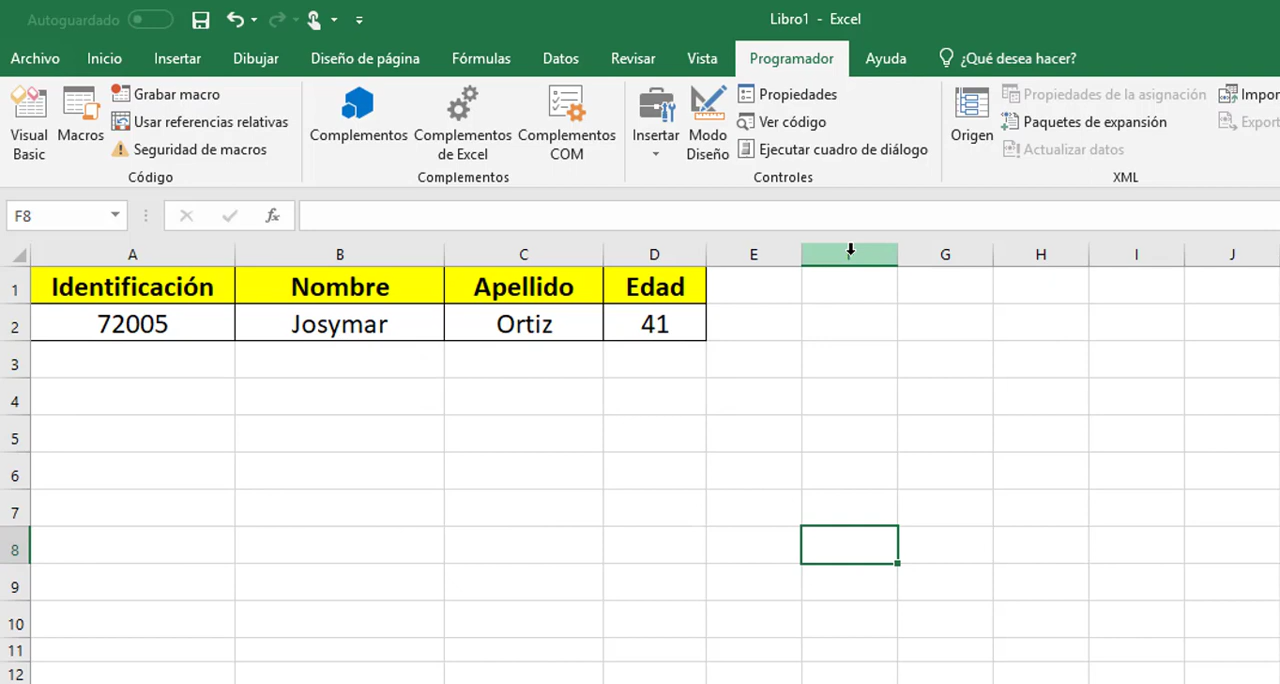 Autoguardado
Libro1 - Excel
Archivo Inicio Insertar Dibujar Diseño de página Fórmulas Datos Revisar Vista Programador Ayuda ¿Qué desea hacer?
Visual Basic
Macros
Grabar macro
Usar referencias relativas
Seguridad de macros
Código
Complementos
Complementos de Excel
Complementos COM
Complementos
Insertar
Modo Diseño
Propiedades
Ver código
Ejecutar cuadro de diálogo
Controles
Origen
Propiedades de la asignación
Paquetes de expansión
Actualizar datos
Impor
Export
XML
F8 fx
A B C D E F G H I J
1 Identificación Nombre Apellido Edad
2 72005 Josymar Ortiz 41
3
4
5
6
7
8
9
10
11
12